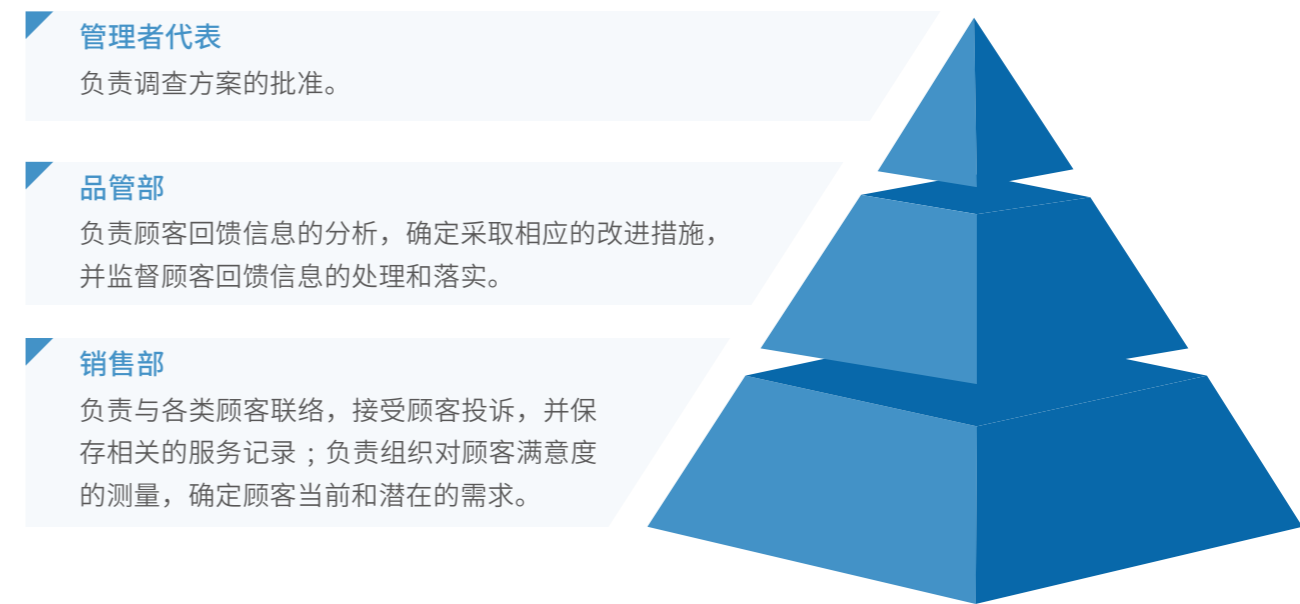 管理者代表
负责调查方案的批准。
品管部
负责顾客回馈信息的分析，确定采取相应的改进措施，
并监督顾客回馈信息的处理和落实。
销售部
负责与各类顾客联络，接受顾客投诉，并保
存相关的服务记录；负责组织对顾客满意度
的测量，确定顾客当前和潜在的需求。